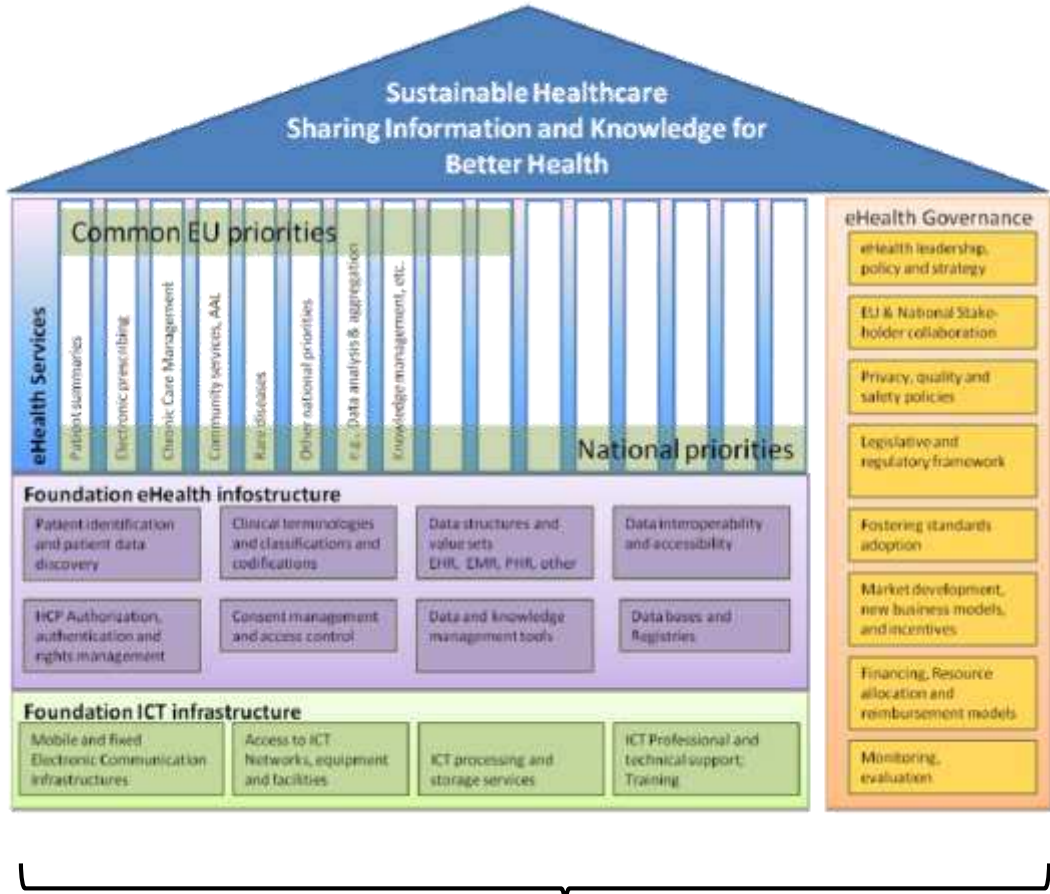 Sustainable Healthcare
Sharing Information and Knowledge for
Better Health
eHealth Services
Common EU priorities
Patient summaries
Electronic prescribing
Chronic Care Management
Community services, AAL
Rare diseases
Other national priorities
e.g., Data analysis & aggregation
Knowledge management, etc.
National priorities
Foundation eHealth infostructure
Patient identification
and patient data
discovery
Clinical terminologies
and classifications and
codifications
Data structures and
value sets
EHR, EMR, PHR, other
Data interoperability
and accessibility
HCP Authorization,
authentication and
rights management
Consent management
and access control
Data and knowledge
management tools
Data bases and
Registries
Foundation ICT infrastructure
Mobile and fixed
Electronic Communication
Infrastructures
Access to ICT
Networks, equipment
and facilities
ICT processing and
storage services
ICT Professional and
technical support;
Training
eHealth Governance
eHealth leadership,
policy and strategy
EU & National Stake-
holder collaboration
Privacy, quality and
safety policies
Legislative and
regulatory framework
Fostering standards
adoption
Market development,
new business models,
and incentives
Financing, Resource
allocation and
reimbursement models
Monitoring,
evaluation